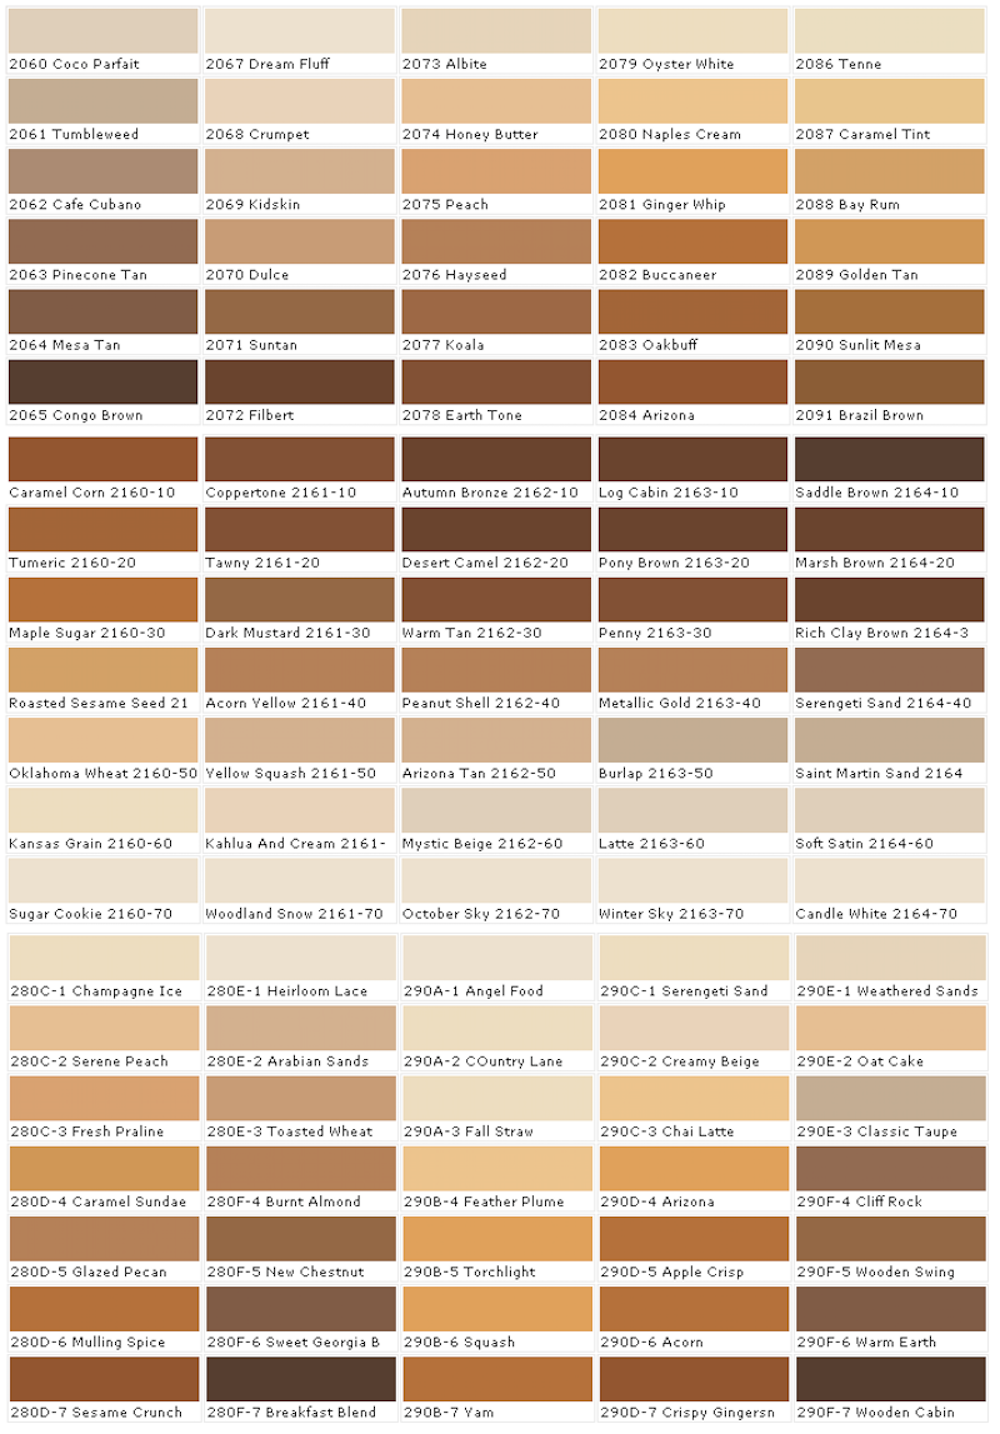 2060 Coco Parfait
2067 Dream Fluff
2073 Albite
2079 Oyster White
2086 Tenne
2061 Tumbleweed
2068 Crumpet
2074 Honey Butter
2080 Naples Cream
2087 Caramel Tint
2062 Cafe Cubano
2069 Kidskin
2075 Peach
2081 Ginger Whip
2088 Bay Rum
2063 Pinecone Tan
2070 Dulce
2076 Hayseed
2082 Buccaneer
2089 Golden Tan
2064 Mesa Tan
2071 Suntan
2077 Koala
2083 Oakbuff
2090 Sunlit Mesa
2065 Congo Brown
2072 Filbert
2078 Earth Tone
2084 Arizona
2091 Brazil Brown
Caramel Corn 2160-10
Coppertone 2161-10
Autumn Bronze 2162-10
Log Cabin 2163-10
Saddle Brown 2164-10
Tumeric 2160-20
Tawny 2161-20
Desert Camel 2162-20
Pony Brown 2163-20
Marsh Brown 2164-20
Maple Sugar 2160-30
Dark Mustard 2161-30
Warm Tan 2162-30
Penny 2163-30
Rich Clay Brown 2164-3
Roasted Sesame Seed 21
Acorn Yellow 2161-40
Peanut Shell 2162-40
Metallic Gold 2163-40
Serengeti Sand 2164-40
Oklahoma Wheat 2160-50
Yellow Squash 2161-50
Arizona Tan 2162-50
Burlap 2163-50
Saint Martin Sand 2164
Kansas Grain 2160-60
Kahlua And Cream 2161-
Mystic Beige 2162-60
Latte 2163-60
Soft Satin 2164-60
Sugar Cookie 2160-70
Woodland Snow 2161-70
October Sky 2162-70
Winter Sky 2163-70
Candle White 2164-70
280C-1 Champagne Ice
280E-1 Heirloom Lace
290A-1 Angel Food
290C-1 Serengeti Sand
290E-1 Weathered Sands
280C-2 Serene Peach
280E-2 Arabian Sands
290A-2 COuntry Lane
290C-2 Creamy Beige
290E-2 Oat Cake
280C-3 Fresh Praline
280E-3 Toasted Wheat
290A-3 Fall Straw
290C-3 Chai Latte
290E-3 Classic Taupe
280D-4 Caramel Sundae
280F-4 Burnt Almond
290B-4 Feather Plume
290D-4 Arizona
290F-4 Cliff Rock
280D-5 Glazed Pecan
280F-5 New Chestnut
290B-5 Torchlight
290D-5 Apple Crisp
290F-5 Wooden Swing
280D-6 Mulling Spice
280F-6 Sweet Georgia B
290B-6 Squash
290D-6 Acorn
290F-6 Warm Earth
280D-7 Sesame Crunch
280F-7 Breakfast Blend
290B-7 Yam
290D-7 Crispy Gingersn
290F-7 Wooden Cabin